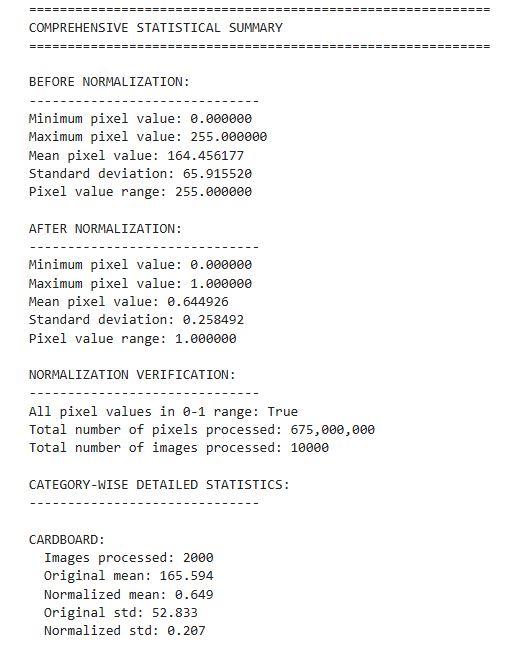 ============================================================
COMPREHENSIVE STATISTICAL SUMMARY
============================================================
BEFORE NORMALIZATION:
------------------------------
Minimum pixel value: 0.000000
Maximum pixel value: 255.000000
Mean pixel value: 164.456177
Standard deviation: 65.915520
Pixel value range: 255.000000
AFTER NORMALIZATION:
------------------------------
Minimum pixel value: 0.000000
Maximum pixel value: 1.000000
Mean pixel value: 0.644926
Standard deviation: 0.258492
Pixel value range: 1.000000
NORMALIZATION VERIFICATION:
------------------------------
All pixel values in 0-1 range: True
Total number of pixels processed: 675,000,000
Total number of images processed: 10000
CATEGORY-WISE DETAILED STATISTICS:
------------------------------
CARDBOARD:
  Images processed: 2000
  Original mean: 165.594
  Normalized mean: 0.649
  Original std: 52.833
  Normalized std: 0.207